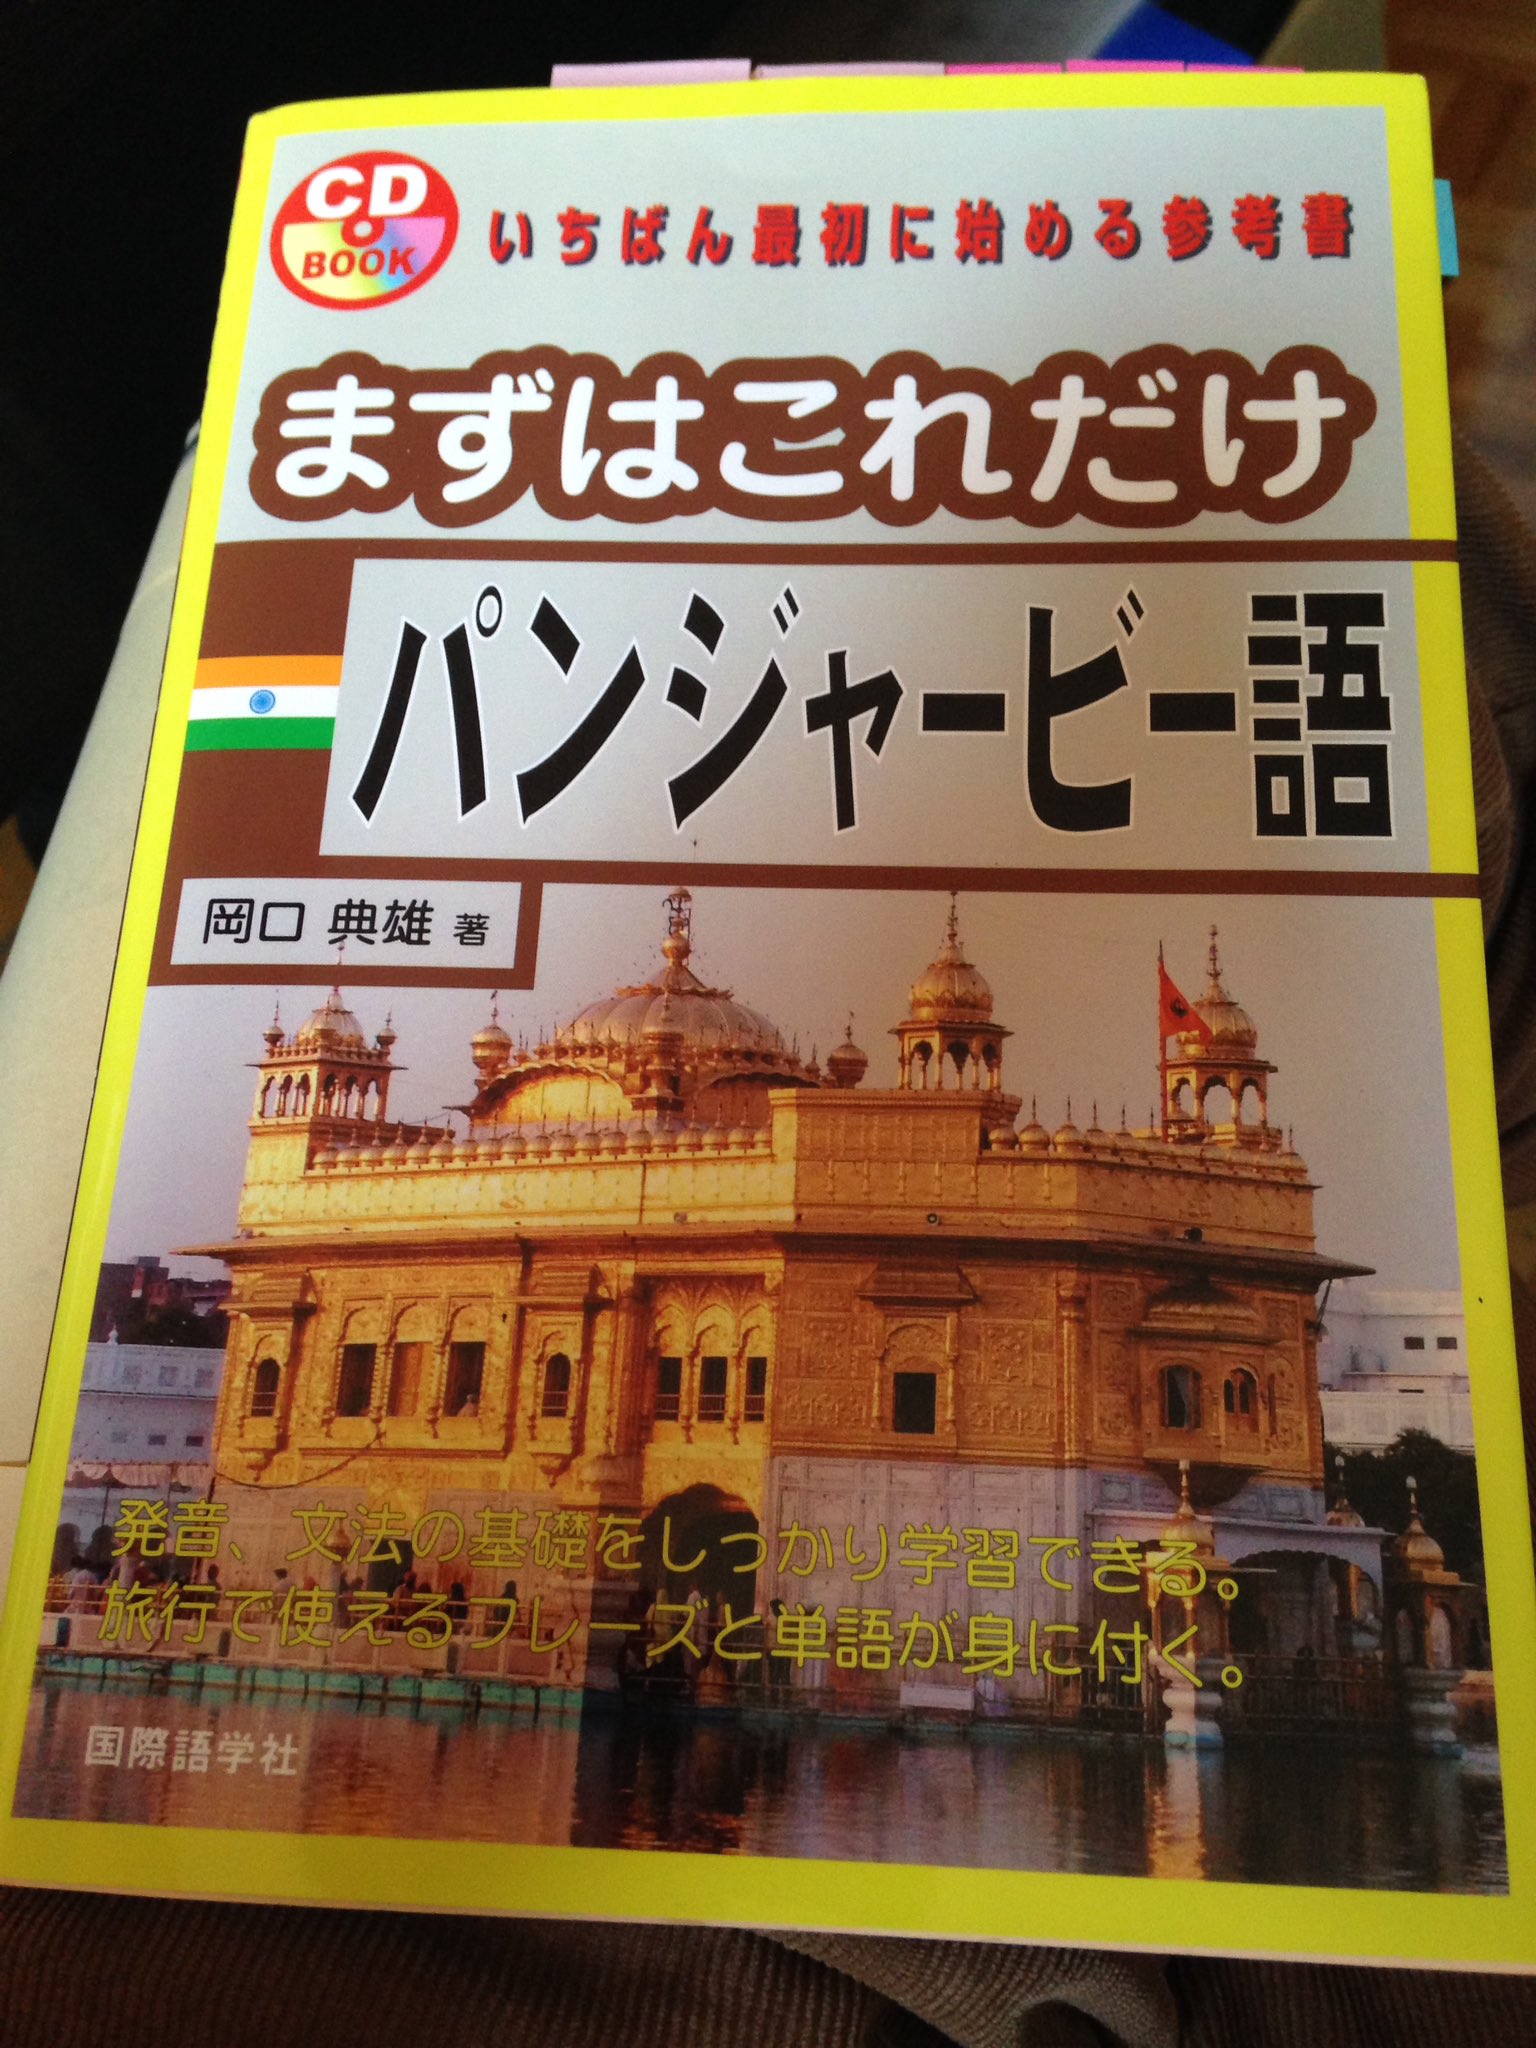 CD
BOOK
いちばん最初に始める参考書
まずはこれだけ
パンジャービー語
岡口 典雄 著
発音、文法の基礎をしっかり学習できる。
旅行で使えるフレーズと単語が身に付く。
国際語学社